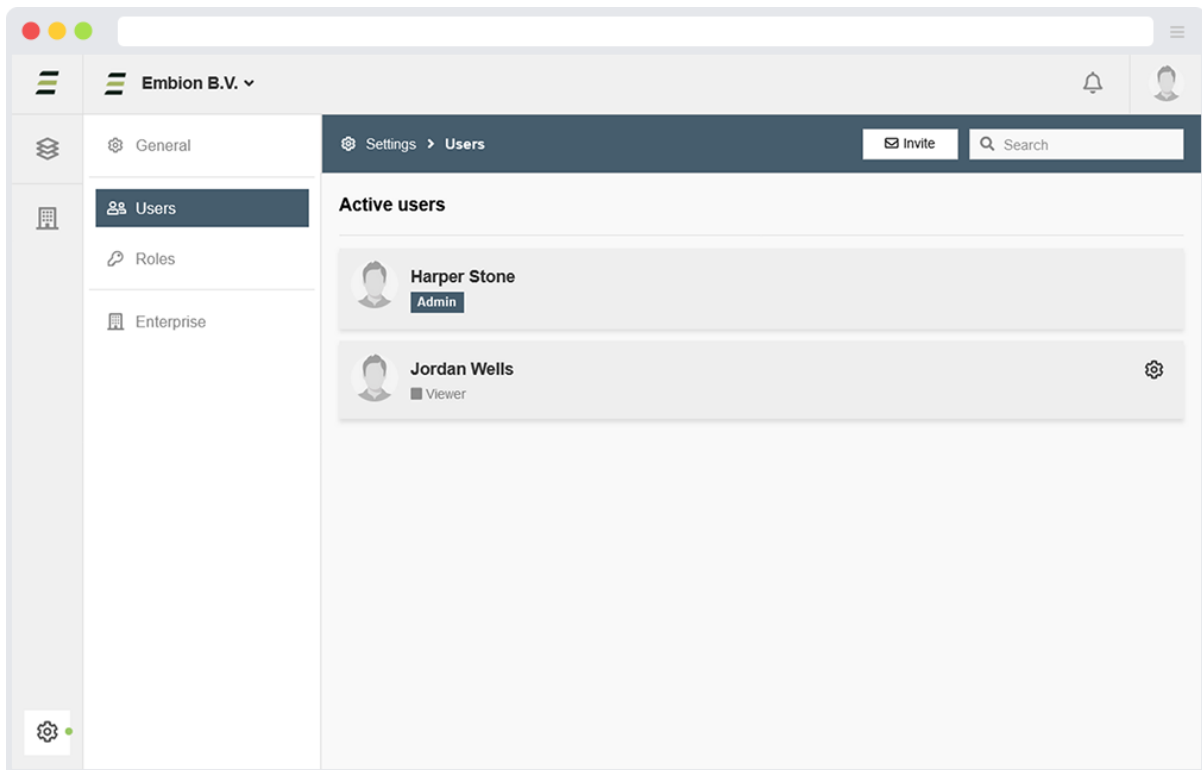 Embion B.V.
General
Users
Roles
Enterprise
Settings > Users
Invite
Search
Active users
Harper Stone
Admin
Jordan Wells
Viewer